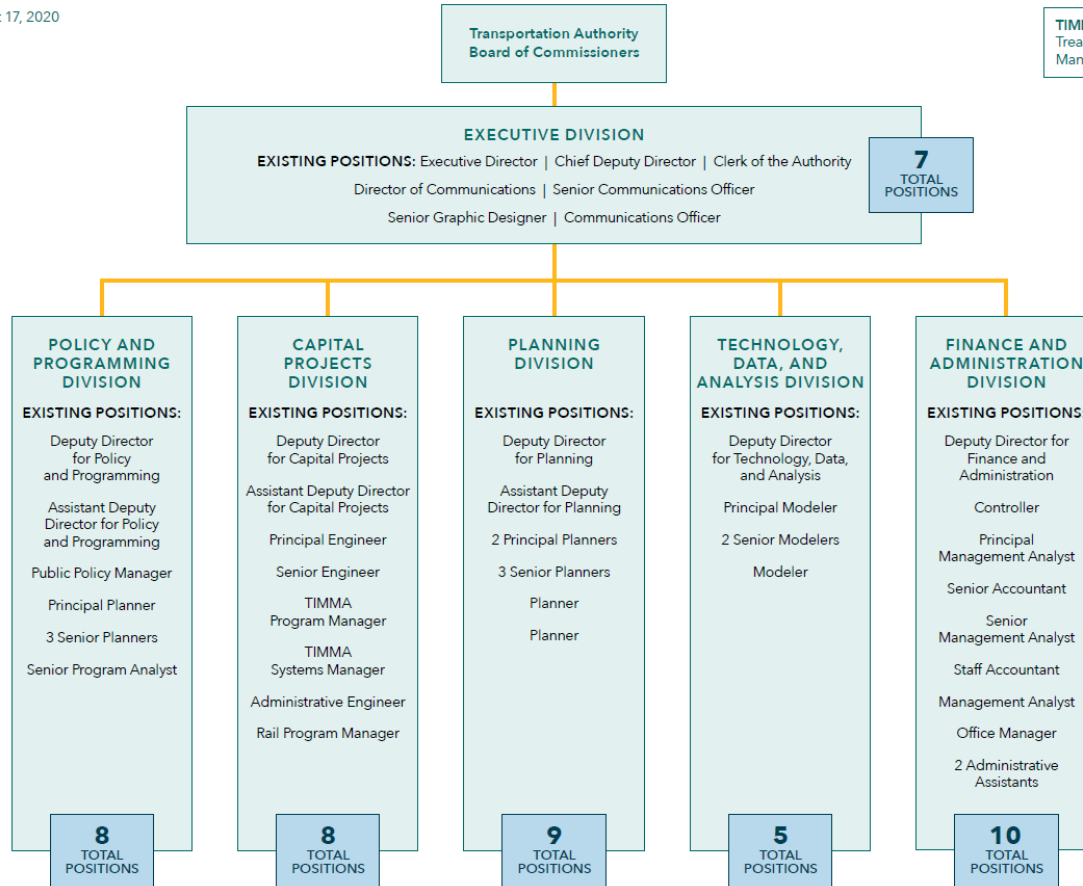 17, 2020
Transportation Authority
Board of Commissioners
EXECUTIVE DIVISION
EXISTING POSITIONS: Executive Director | Chief Deputy Director | Clerk of the Authority
Director of Communications | Senior Communications Officer
Senior Graphic Designer | Communications Officer
7
TOTAL
POSITIONS
POLICY AND
PROGRAMMING
DIVISION
EXISTING POSITIONS:
Deputy Director
for Policy
and Programming
Assistant Deputy
Director for Policy
and Programming
Public Policy Manager
Principal Planner
3 Senior Planners
Senior Program Analyst
8
TOTAL
POSITIONS
CAPITAL
PROJECTS
DIVISION
EXISTING POSITIONS:
Deputy Director
for Capital Projects
Assistant Deputy Director
for Capital Projects
Principal Engineer
Senior Engineer
TIMMA
Program Manager
TIMMA
Systems Manager
Administrative Engineer
Rail Program Manager
8
TOTAL
POSITIONS
PLANNING
DIVISION
EXISTING POSITIONS:
Deputy Director
for Planning
Assistant Deputy
Director for Planning
2 Principal Planners
3 Senior Planners
Planner
Planner
9
TOTAL
POSITIONS
TECHNOLOGY,
DATA, AND
ANALYSIS DIVISION
EXISTING POSITIONS:
Deputy Director
for Technology, Data,
and Analysis
Principal Modeler
2 Senior Modelers
Modeler
5
TOTAL
POSITIONS
FINANCE AND
ADMINISTRATION
DIVISION
EXISTING POSITIONS:
Deputy Director for
Finance and
Administration
Controller
Principal
Management Analyst
Senior Accountant
Senior
Management Analyst
Staff Accountant
Management Analyst
Office Manager
2 Administrative
Assistants
10
TOTAL
POSITIONS